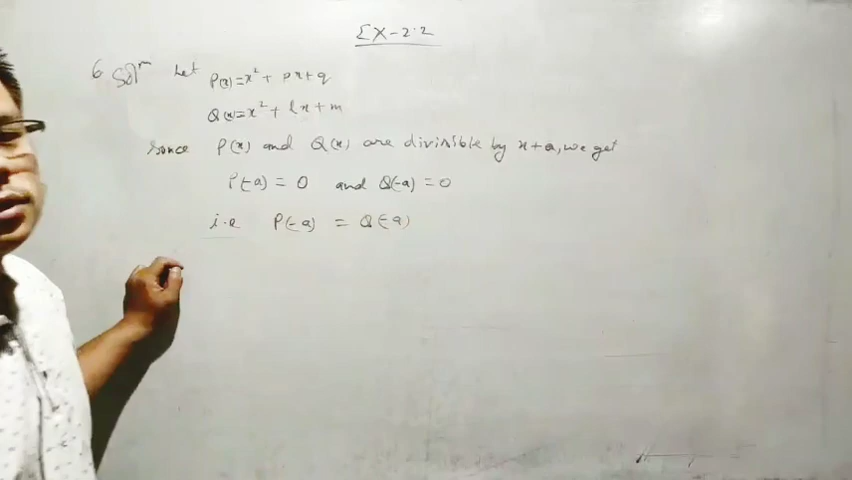 EX-2.2
6 Solⁿ Let P(x)=x²+px+q
Q(x)=x²+lx+m
Since P(x) and Q(x) are divisible by x+a, we get
P(-a) = 0 and Q(-a) = 0
i.e P(-a) = Q(-a)